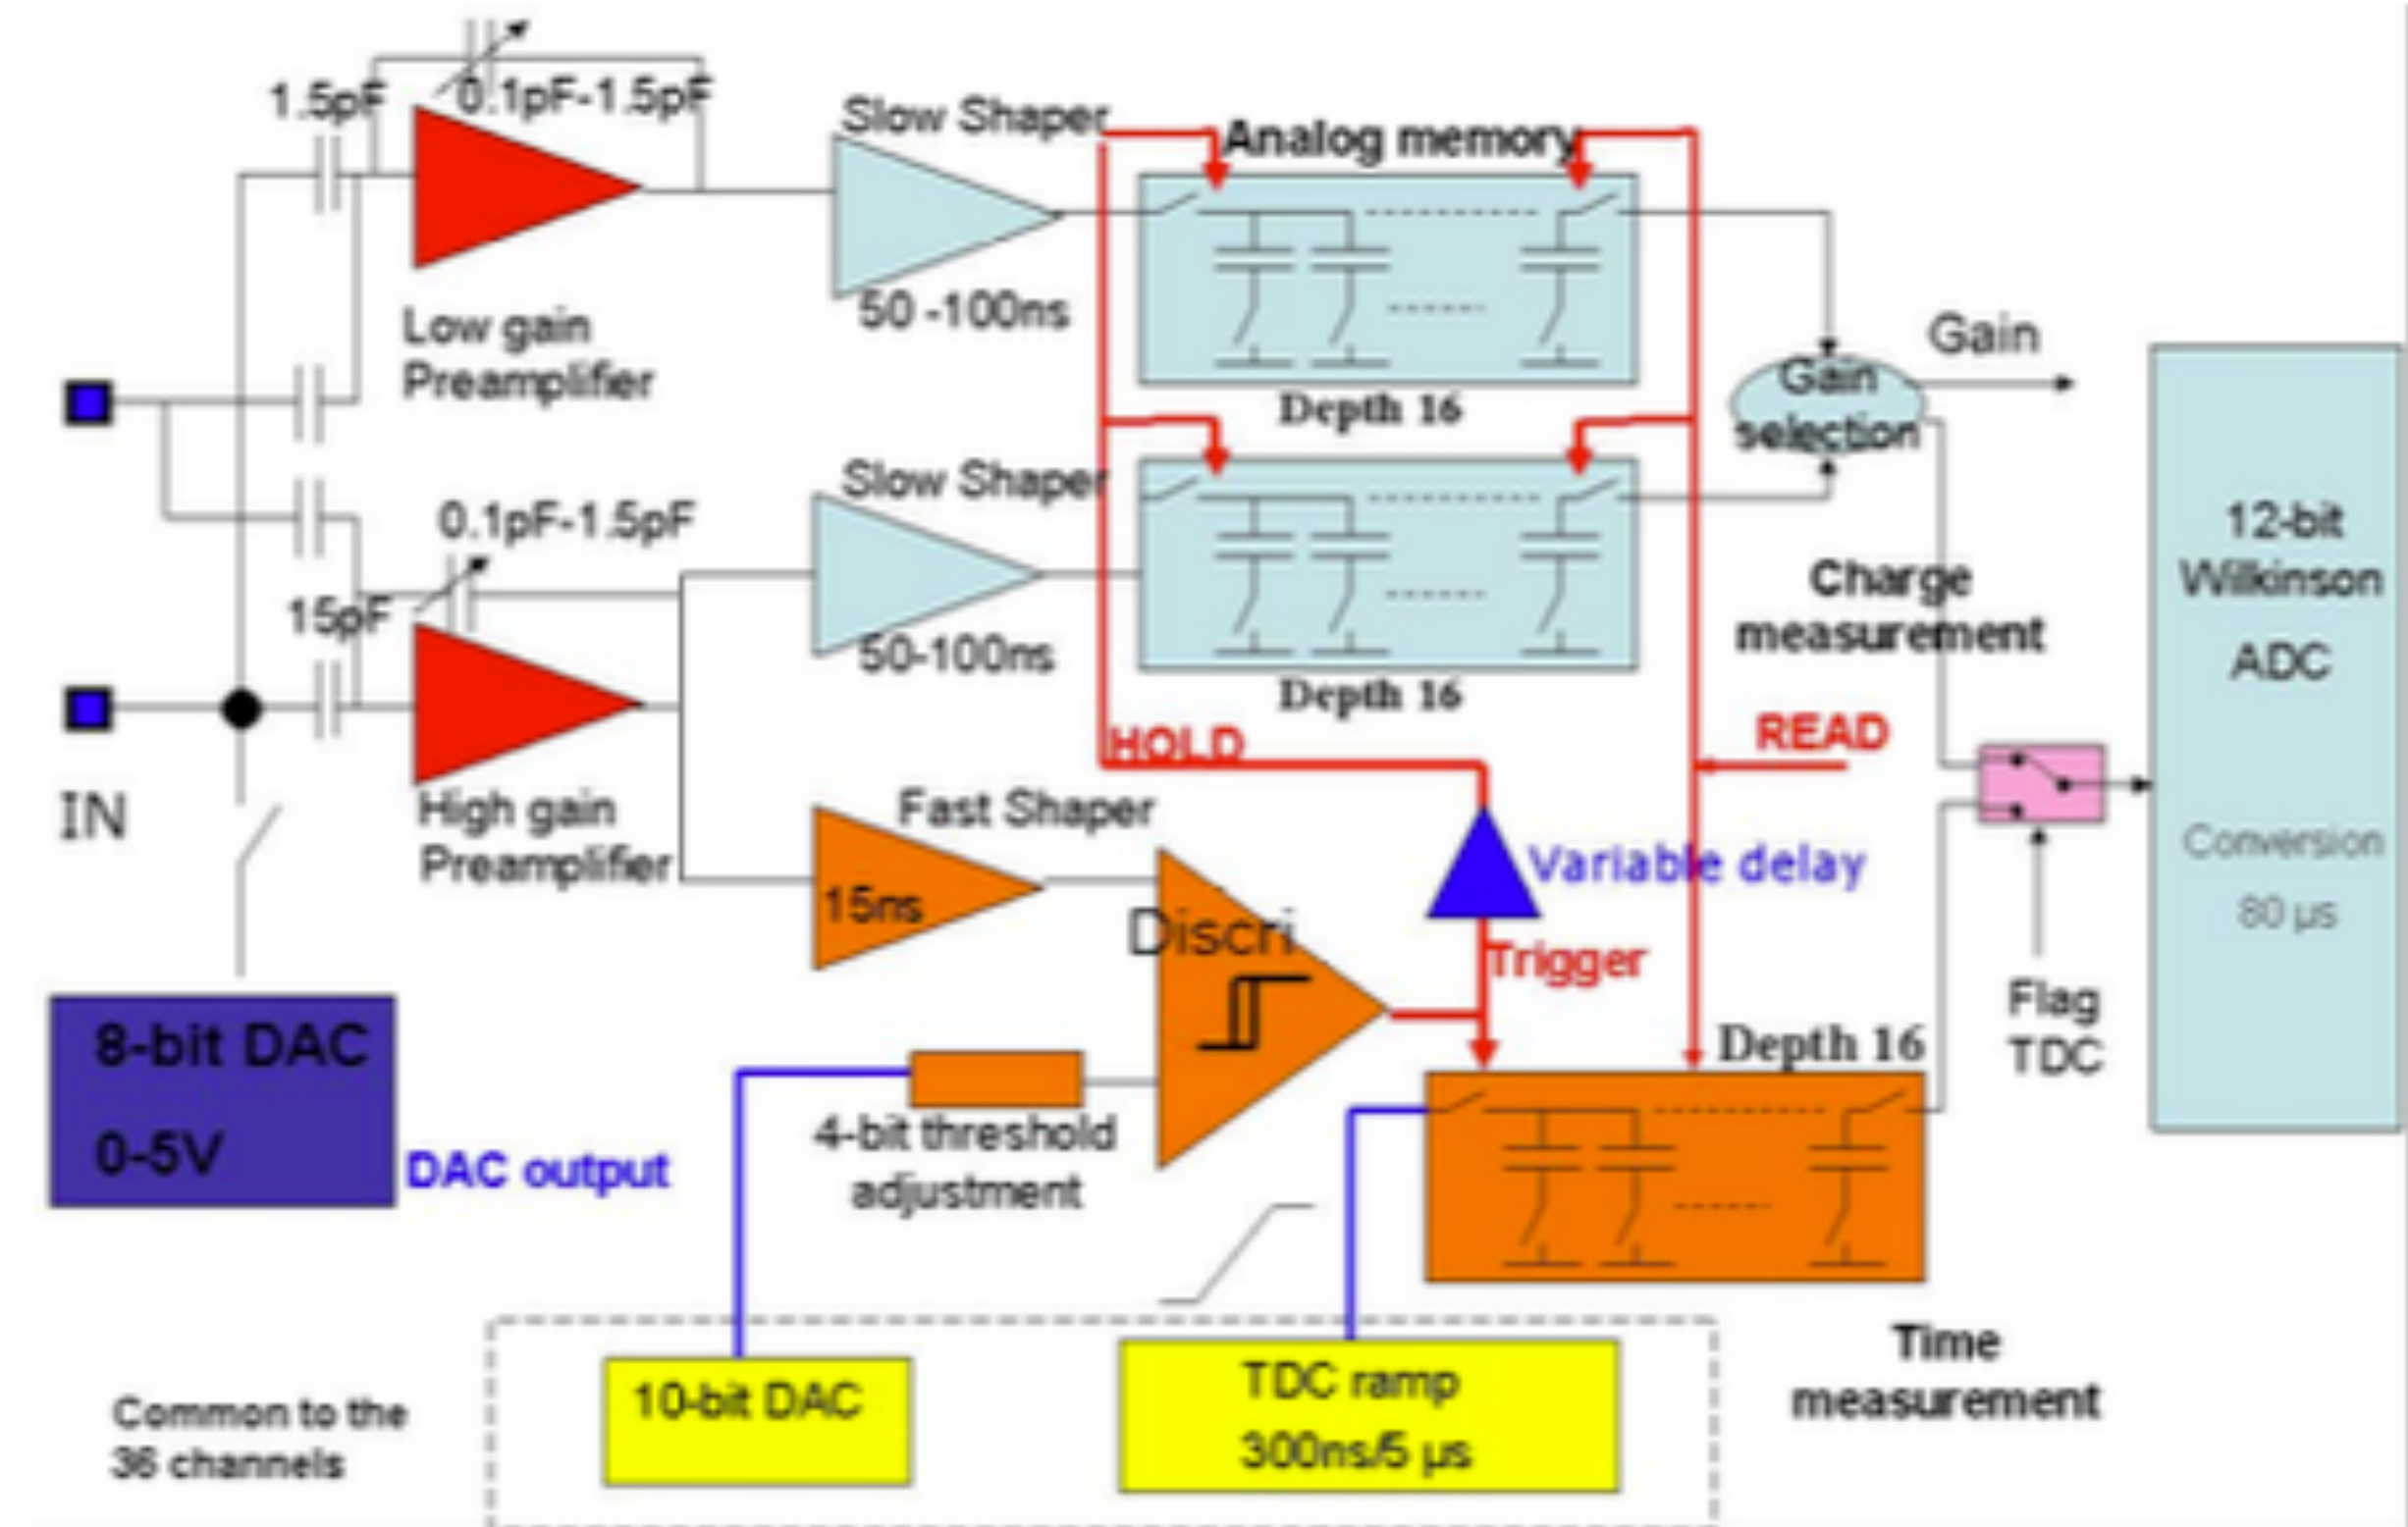 1.5pF
0.1pF-1.5pF
Slow Shaper
Analog memory
50 -100ns
Low gain
Preamplifier
Depth 16
Gain
Gain
selection
Slow Shaper
0.1pF-1.5pF
15pF
50-100ns
Depth 16
Charge
measurement
12-bit
Wilkinson
ADC
Conversion
80 µs
HOLD
READ
IN
High gain
Preamplifier
Fast Shaper
15ns
Discri
Variable delay
Trigger
Flag
TDC
Depth 16
8-bit DAC
0-5V
DAC output
4-bit threshold
adjustment
Time
measurement
10-bit DAC
TDC ramp
300ns/5 µs
Common to the
36 channels